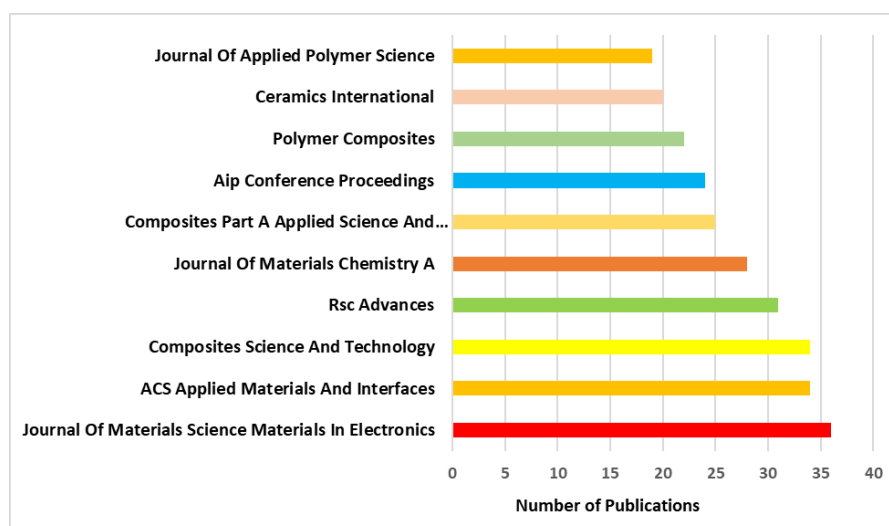 Journal Of Applied Polymer Science
Ceramics International
Polymer Composites
Aip Conference Proceedings
Composites Part A Applied Science And...
Journal Of Materials Chemistry A
Rsc Advances
Composites Science And Technology
ACS Applied Materials And Interfaces
Journal Of Materials Science Materials In Electronics
0 5 10 15 20 25 30 35 40
Number of Publications